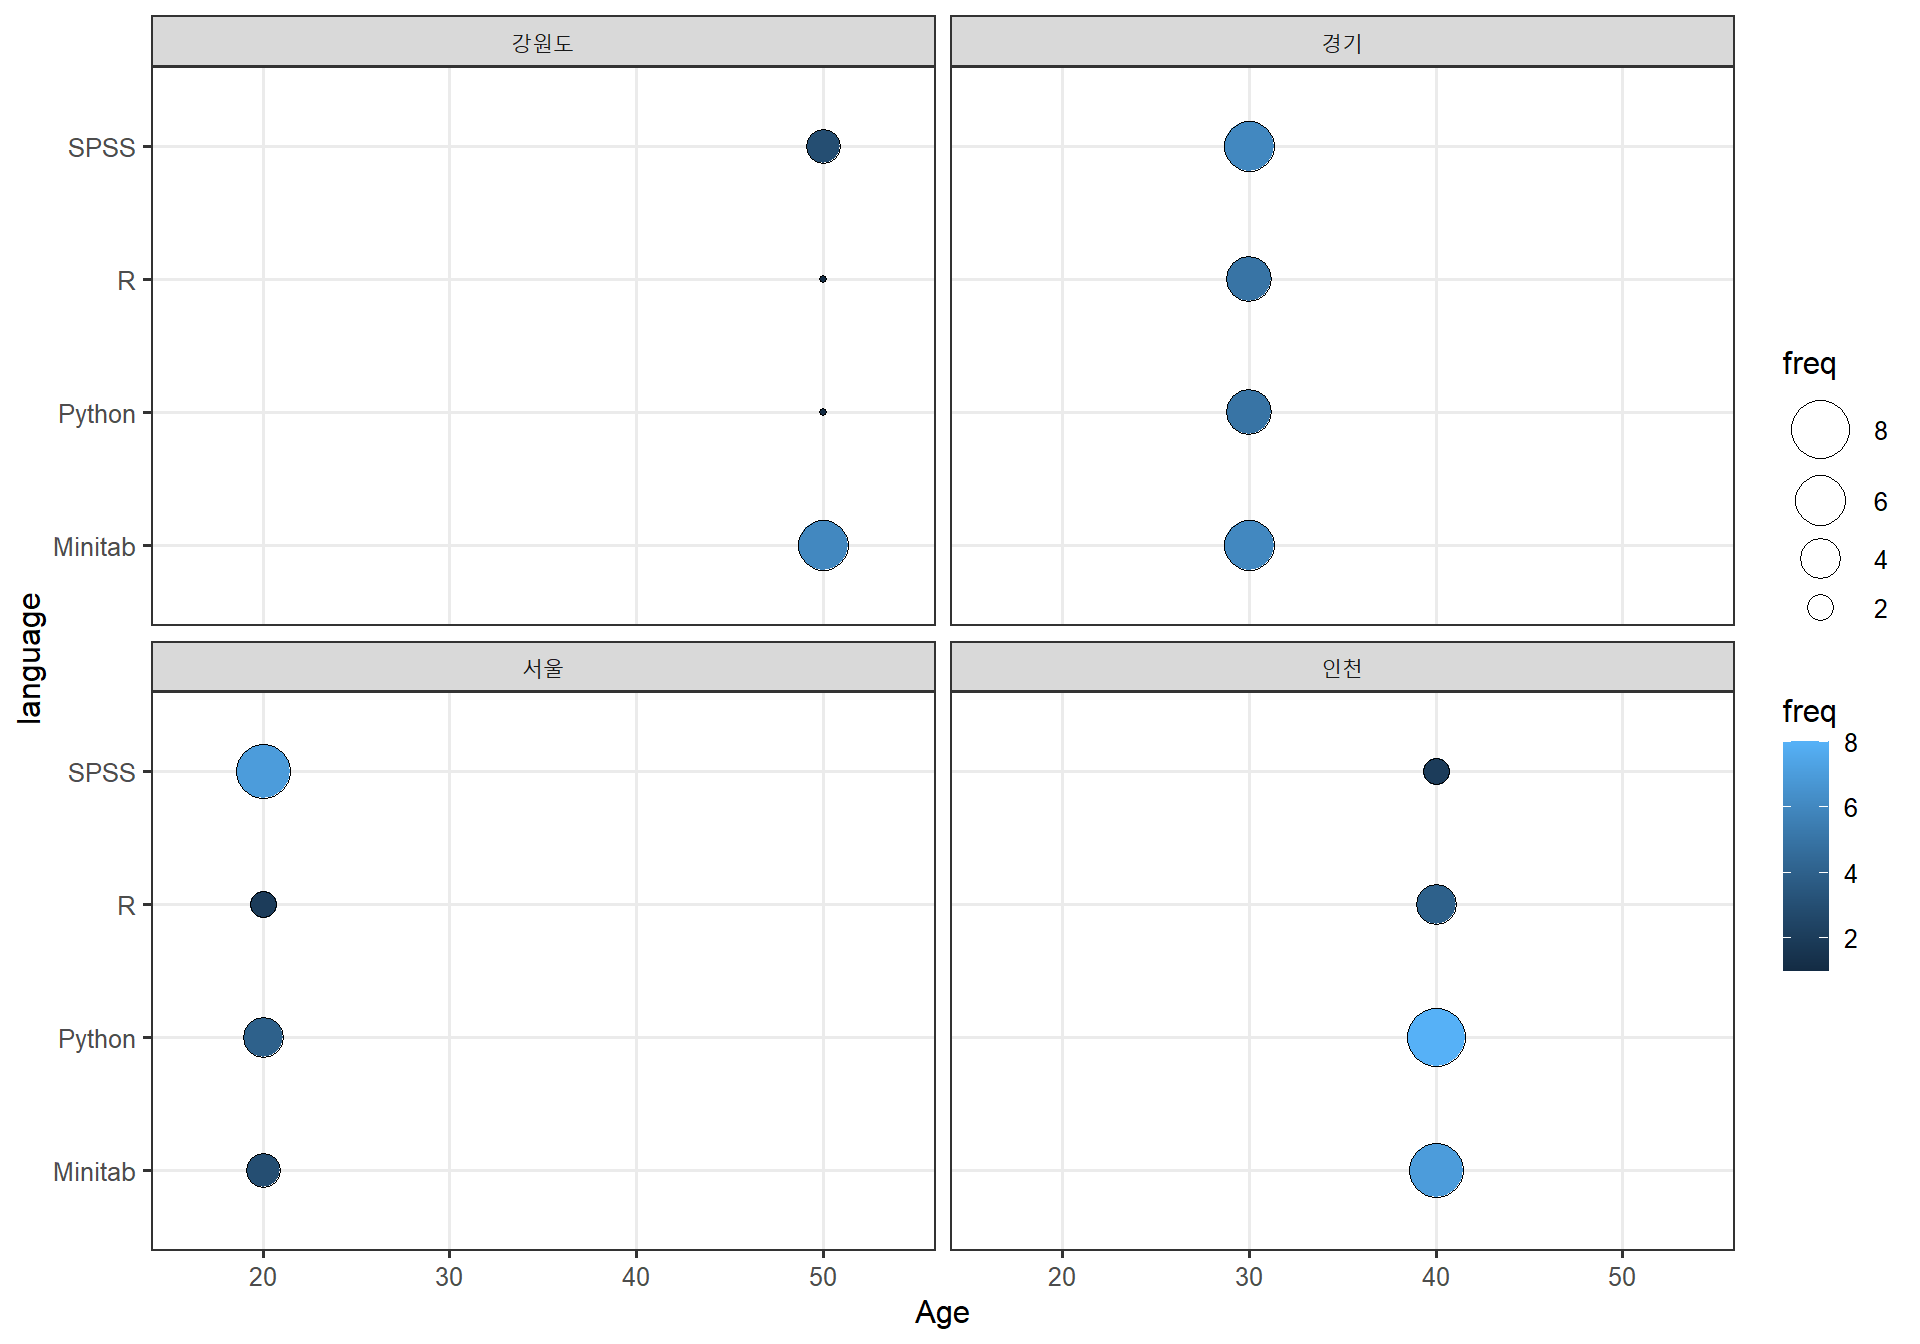 강원도
경기
SPSS
R
Python
Minitab
서울
인천
SPSS
R
Python
Minitab
20 30 40 50
20 30 40 50
Age
language
freq
8
6
4
2
freq
8
6
4
2